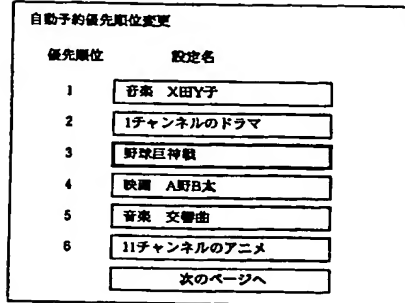 自動予約優先順位変更
優先順位 設定名
1 音楽 X田Y子
2 1チャンネルのドラマ
3 野球巨神戦
4 映画 A野B太
5 音楽 交響曲
6 11チャンネルのアニメ
次のページへ